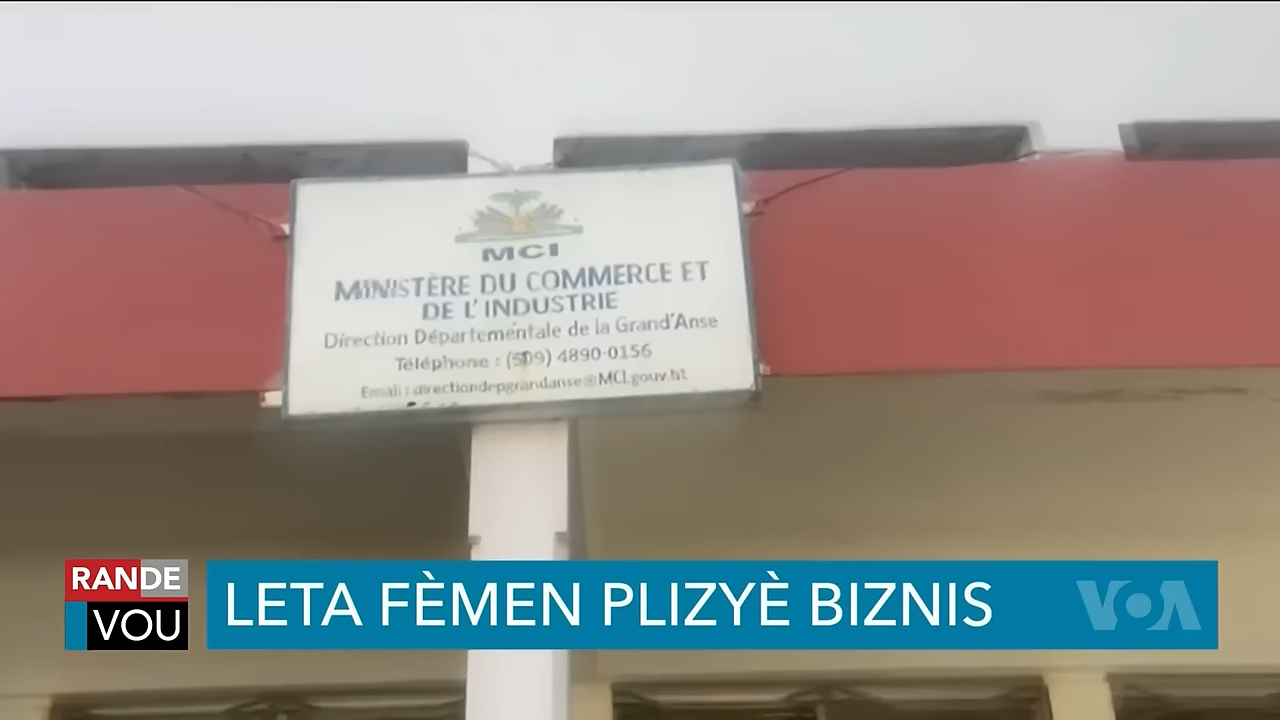 MCI
MINISTÈRE DU COMMERCE ET
DE L'INDUSTRIE
Direction Départementale de la Grand'Anse
Téléphone : (509) 4890-0156
Email : directiondepgrandanse@MCI.gouv.ht
RANDE
VOU
LETA FÈMEN PLIZYÈ BIZNIS
VOA